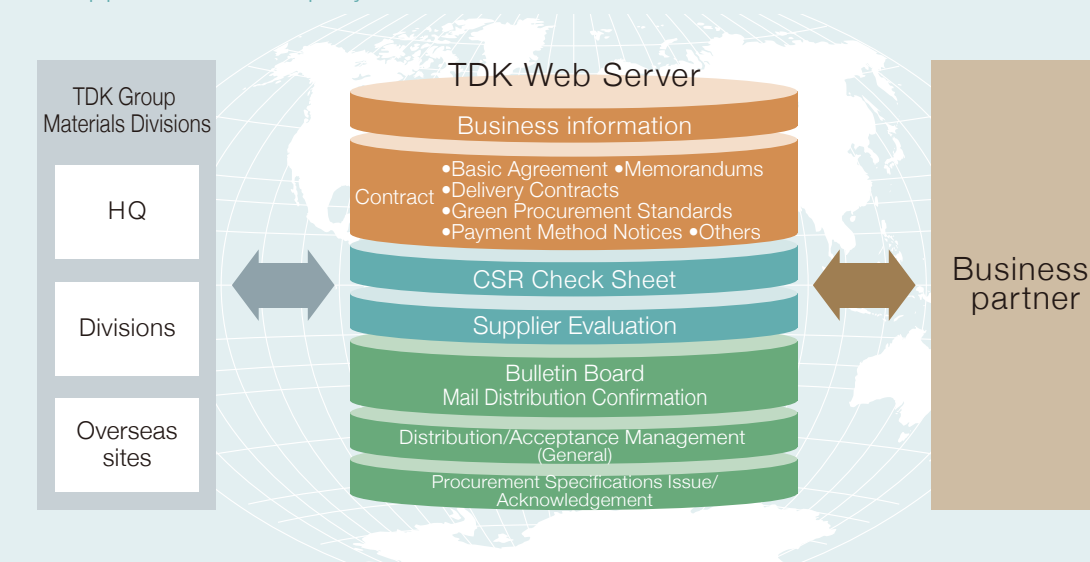 TDK Group
Materials Divisions
HQ
Divisions
Overseas
sites
TDK Web Server
Business information
Contract
•Basic Agreement •Memorandums
•Delivery Contracts
•Green Procurement Standards
•Payment Method Notices •Others
CSR Check Sheet
Supplier Evaluation
Bulletin Board
Mail Distribution Confirmation
Distribution/Acceptance Management
(General)
Procurement Specifications Issue/
Acknowledgement
Business
partner